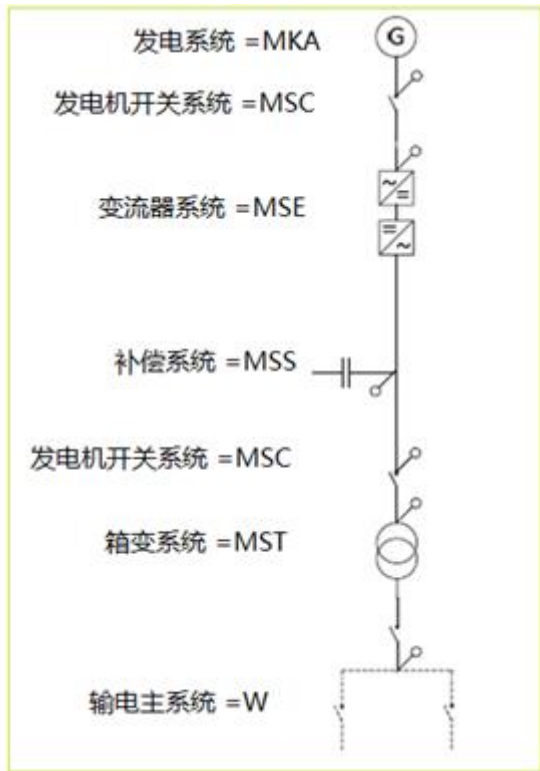 发电系统 =MKA
G
发电机开关系统 =MSC
变流器系统 =MSE
补偿系统 =MSS
发电机开关系统 =MSC
箱变系统 =MST
输电主系统 =W